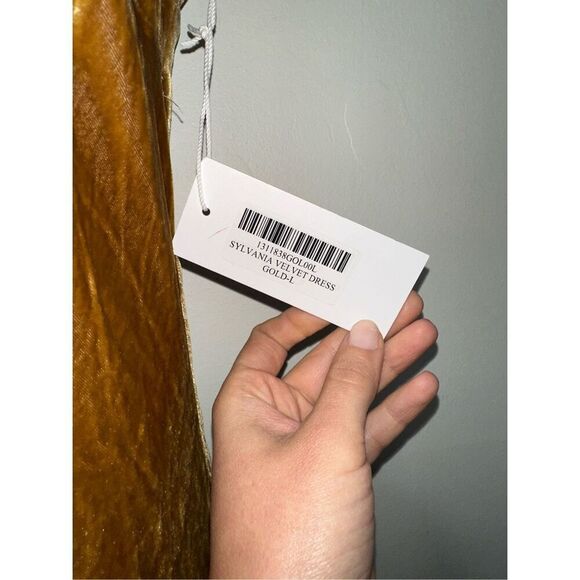 1311838GOL00L
SYLVANIA VELVET DRESS
GOLD-L